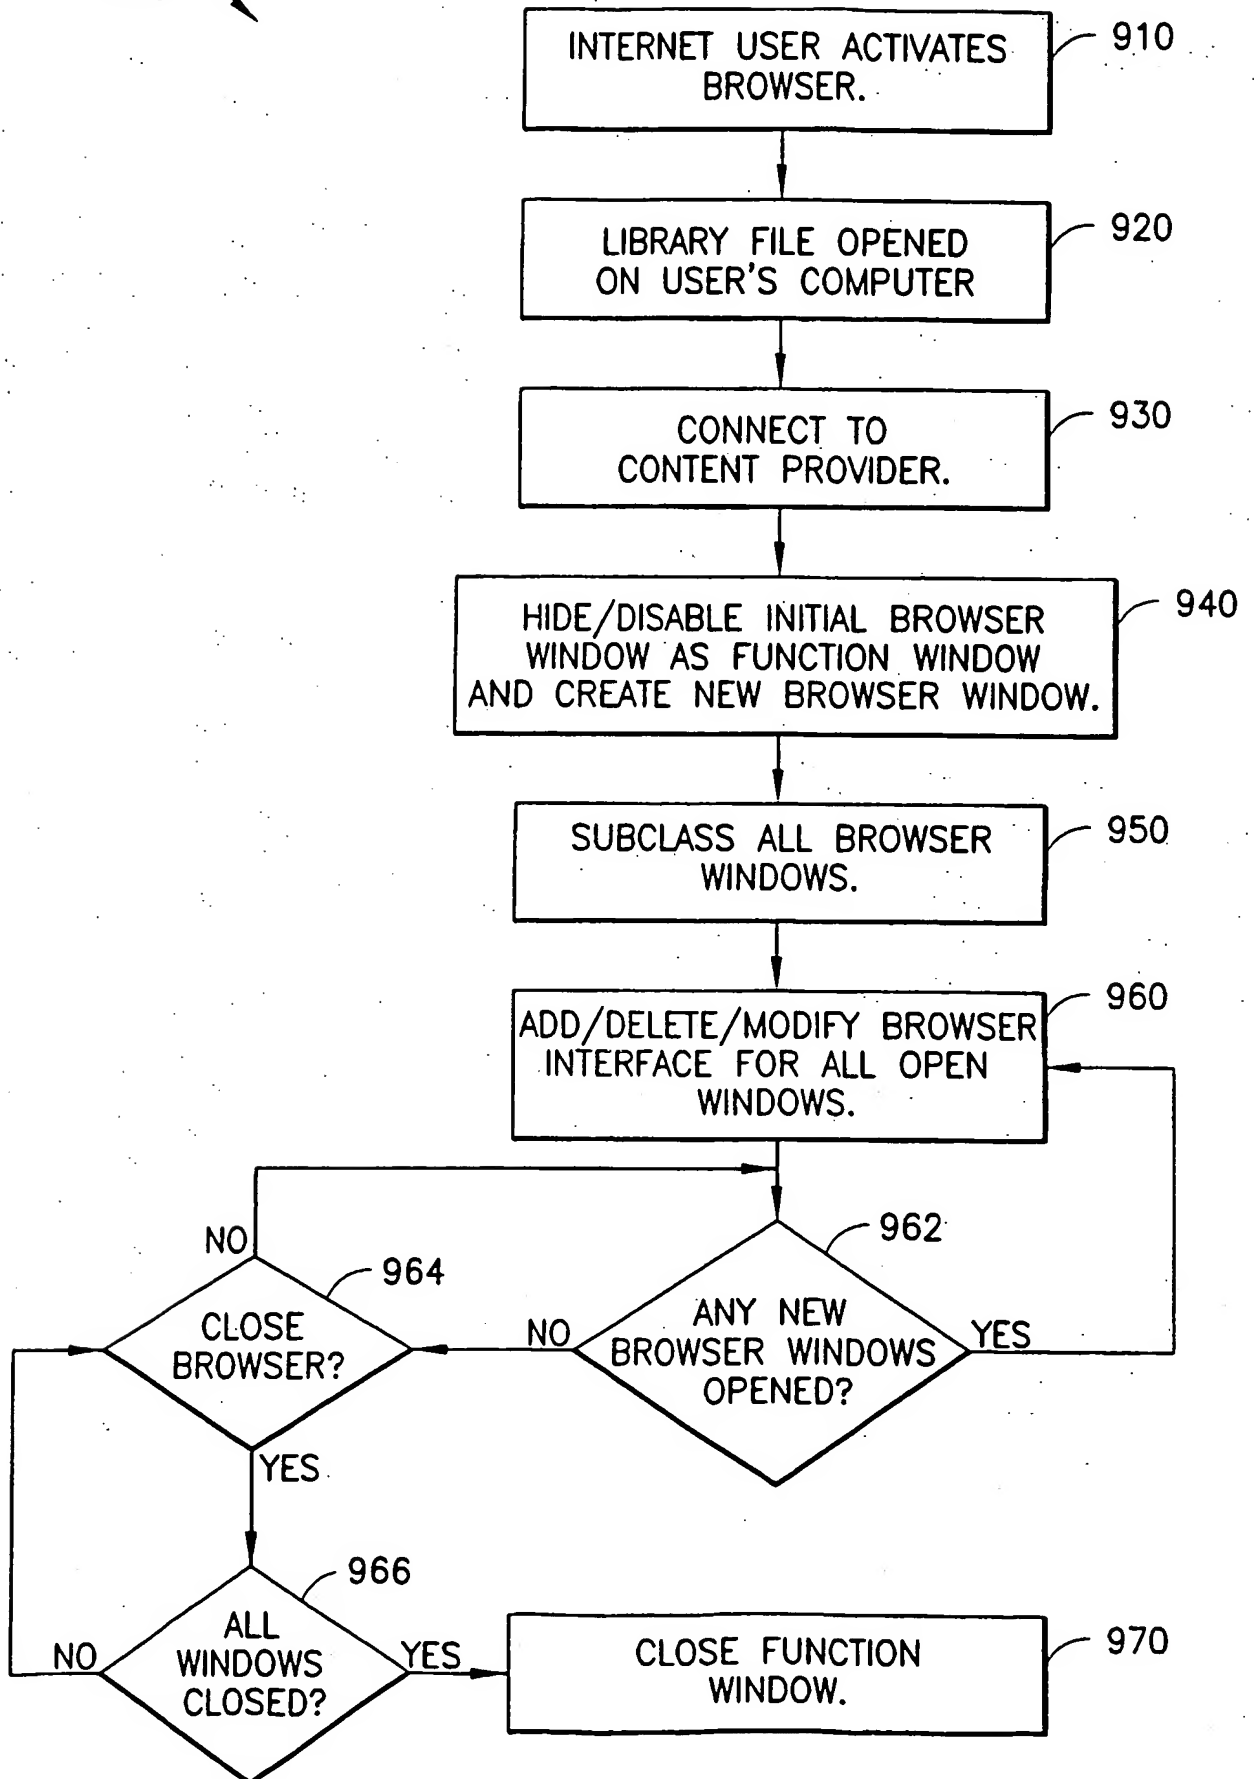 INTERNET USER ACTIVATES
BROWSER.
910
LIBRARY FILE OPENED
ON USER'S COMPUTER
920
CONNECT TO
CONTENT PROVIDER.
930
HIDE/DISABLE INITIAL BROWSER
WINDOW AS FUNCTION WINDOW
AND CREATE NEW BROWSER WINDOW.
940
SUBCLASS ALL BROWSER
WINDOWS.
950
ADD/DELETE/MODIFY BROWSER
INTERFACE FOR ALL OPEN
WINDOWS.
960
ANY NEW
BROWSER WINDOWS
OPENED?
962
YES
NO
CLOSE
BROWSER?
964
NO
YES
ALL
WINDOWS
CLOSED?
966
NO
YES
CLOSE FUNCTION
WINDOW.
970